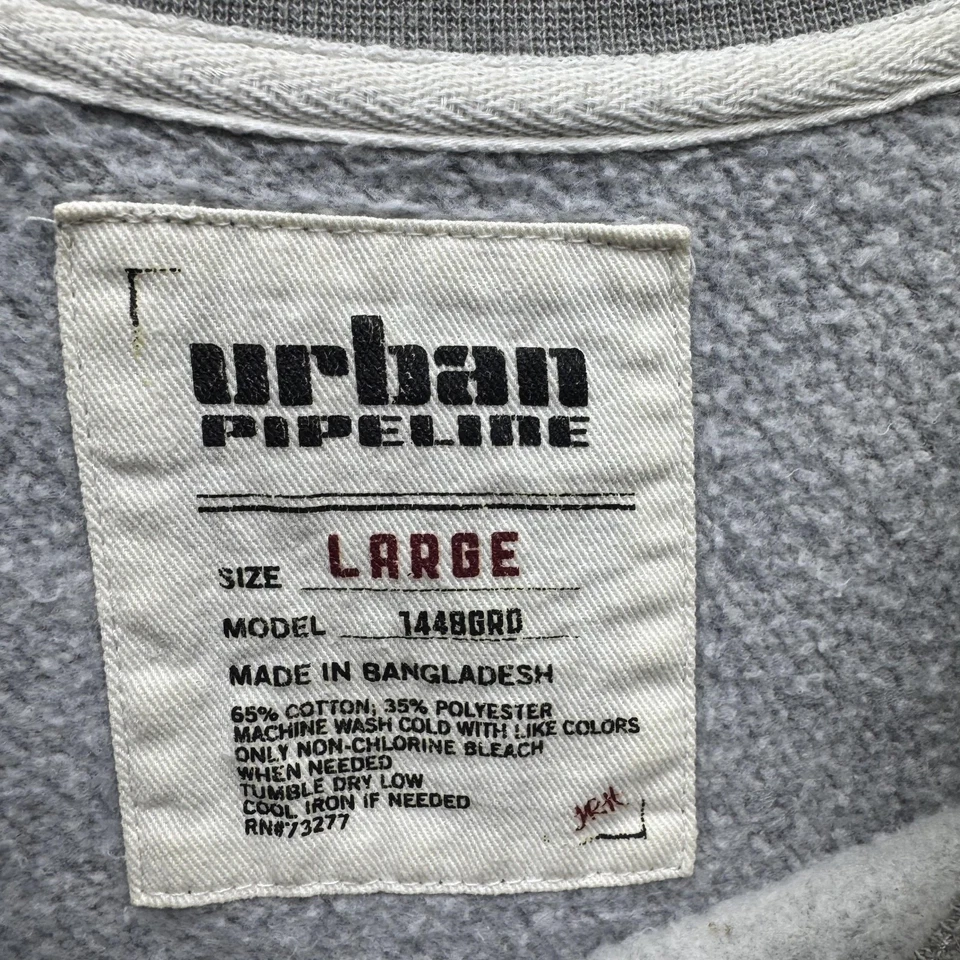 urban
PIPELINE
SIZE LARGE
MODEL 1448GRD
MADE IN BANGLADESH
65% COTTON; 35% POLYESTER
MACHINE WASH COLD WITH LIKE COLORS
ONLY NON-CHLORINE BLEACH
WHEN NEEDED
TUMBLE DRY LOW
COOL IRON IF NEEDED
RN#73277